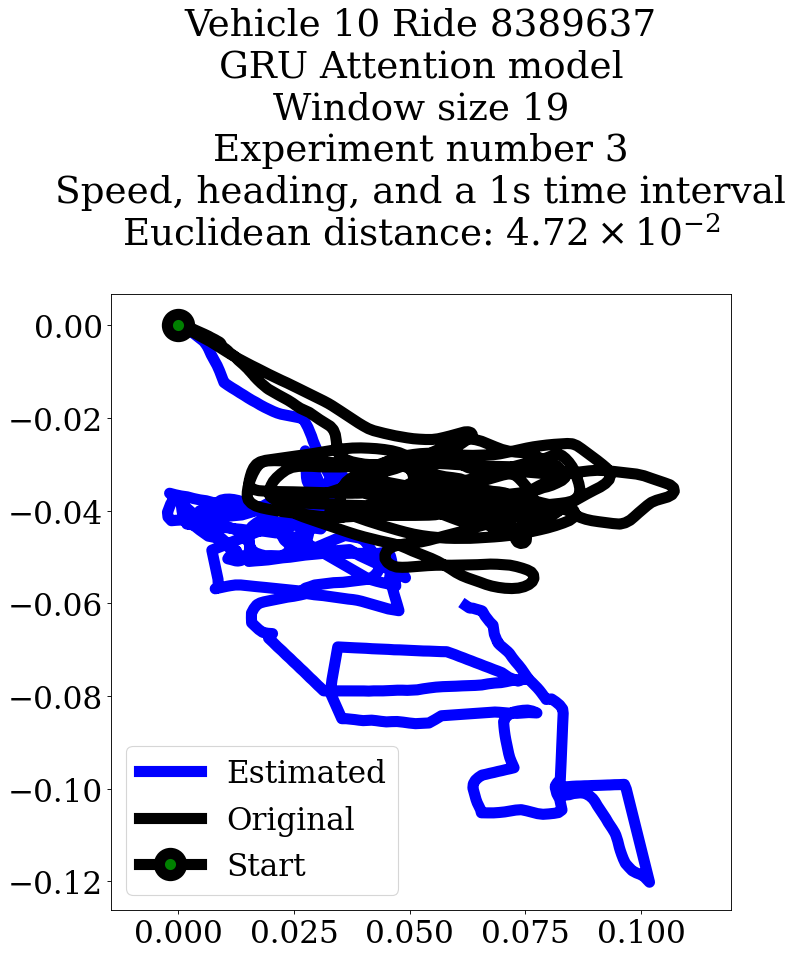 Vehicle 10 Ride 8389637
GRU Attention model
Window size 19
Experiment number 3
Speed, heading, and a 1s time interval
Euclidean distance: 4.72 × 10⁻²
0.00
−0.02
−0.04
−0.06
−0.08
−0.10
−0.12
Estimated
Original
Start
0.000 0.025 0.050 0.075 0.100